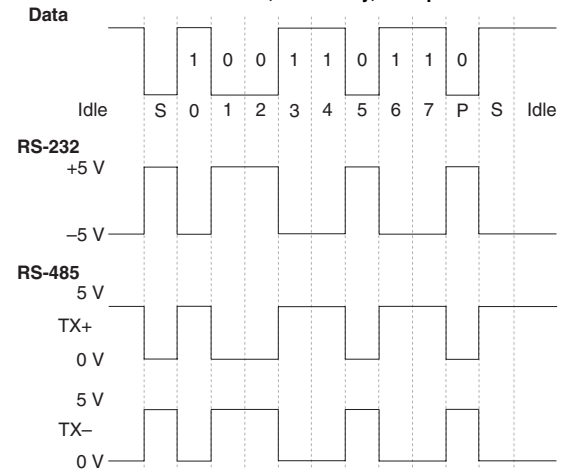 Data
1 0 0 1 1 0 1 1 0
Idle S 0 1 2 3 4 5 6 7 P S Idle
RS-232
+5 V
–5 V
RS-485
5 V
TX+
0 V
5 V
TX–
0 V